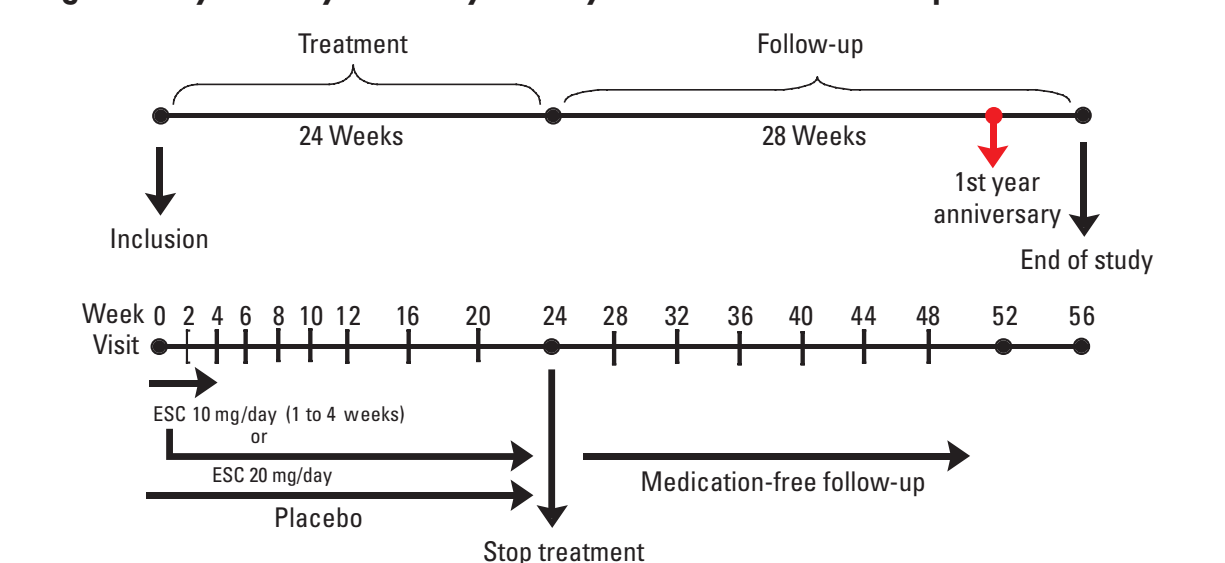 Treatment
Follow-up
24 Weeks
28 Weeks
1st year
anniversary
Inclusion
End of study
Week 0 2 4 6 8 10 12 16 20 24 28 32 36 40 44 48 52 56
Visit
ESC 10 mg/day (1 to 4 weeks)
or
ESC 20 mg/day
Placebo
Medication-free follow-up
Stop treatment